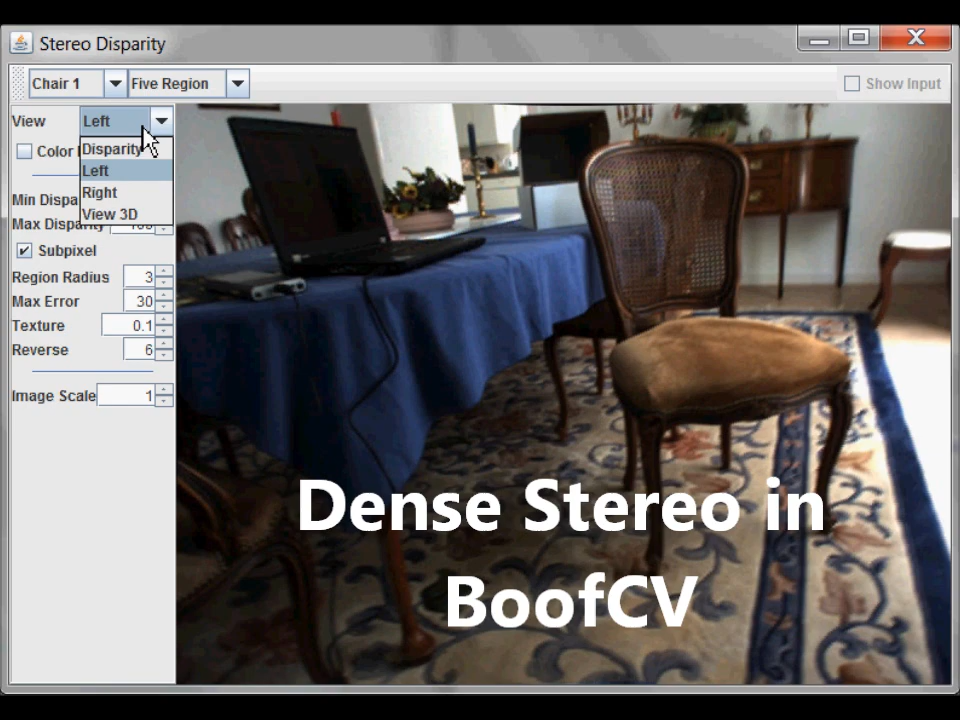 Stereo Disparity
Chair 1 Five Region Show Input
View Left
Disparity
Color
Left
Right
Min Dispa
View 3D
Max Disparity
Subpixel
Region Radius 3
Max Error 30
Texture 0.1
Reverse 6
Image Scale 1
Dense Stereo in
BoofCV